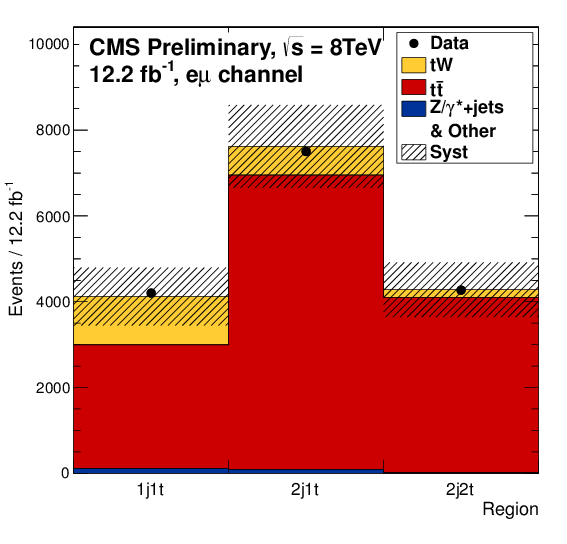 CMS Preliminary, √s = 8TeV
12.2 fb⁻¹, eμ channel
Data
tW
tt̄
Z/γ*+jets
& Other
Syst
Events / 12.2 fb⁻¹
10000
8000
6000
4000
2000
0
1j1t 2j1t 2j2t
Region